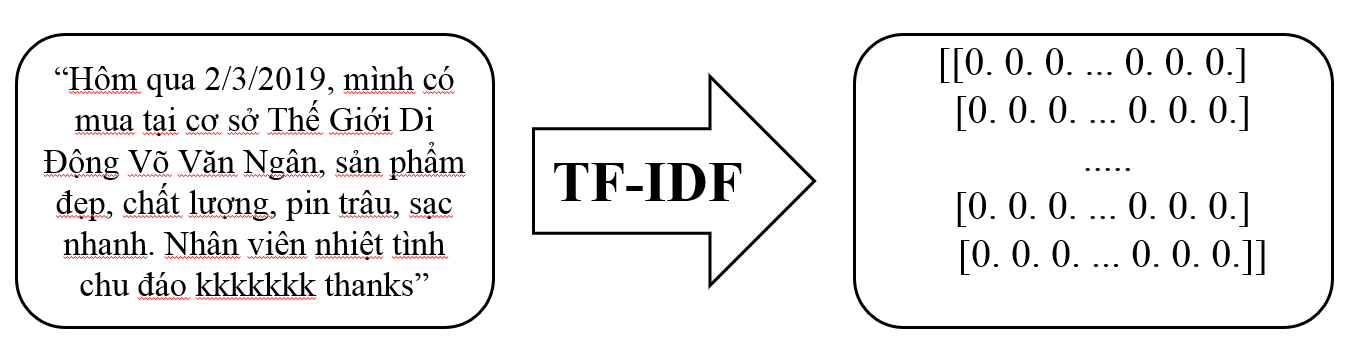 “Hôm qua 2/3/2019, mình có
mua tại cơ sở Thế Giới Di
Động Võ Văn Ngân, sản phẩm
đẹp, chất lượng, pin trâu, sạc
nhanh. Nhân viên nhiệt tình
chu đáo kkkkkkk thanks”
TF-IDF
[[0. 0. 0. ... 0. 0. 0.]
[0. 0. 0. ... 0. 0. 0.]
.....
[0. 0. 0. ... 0. 0. 0.]
[0. 0. 0. ... 0. 0. 0.]]